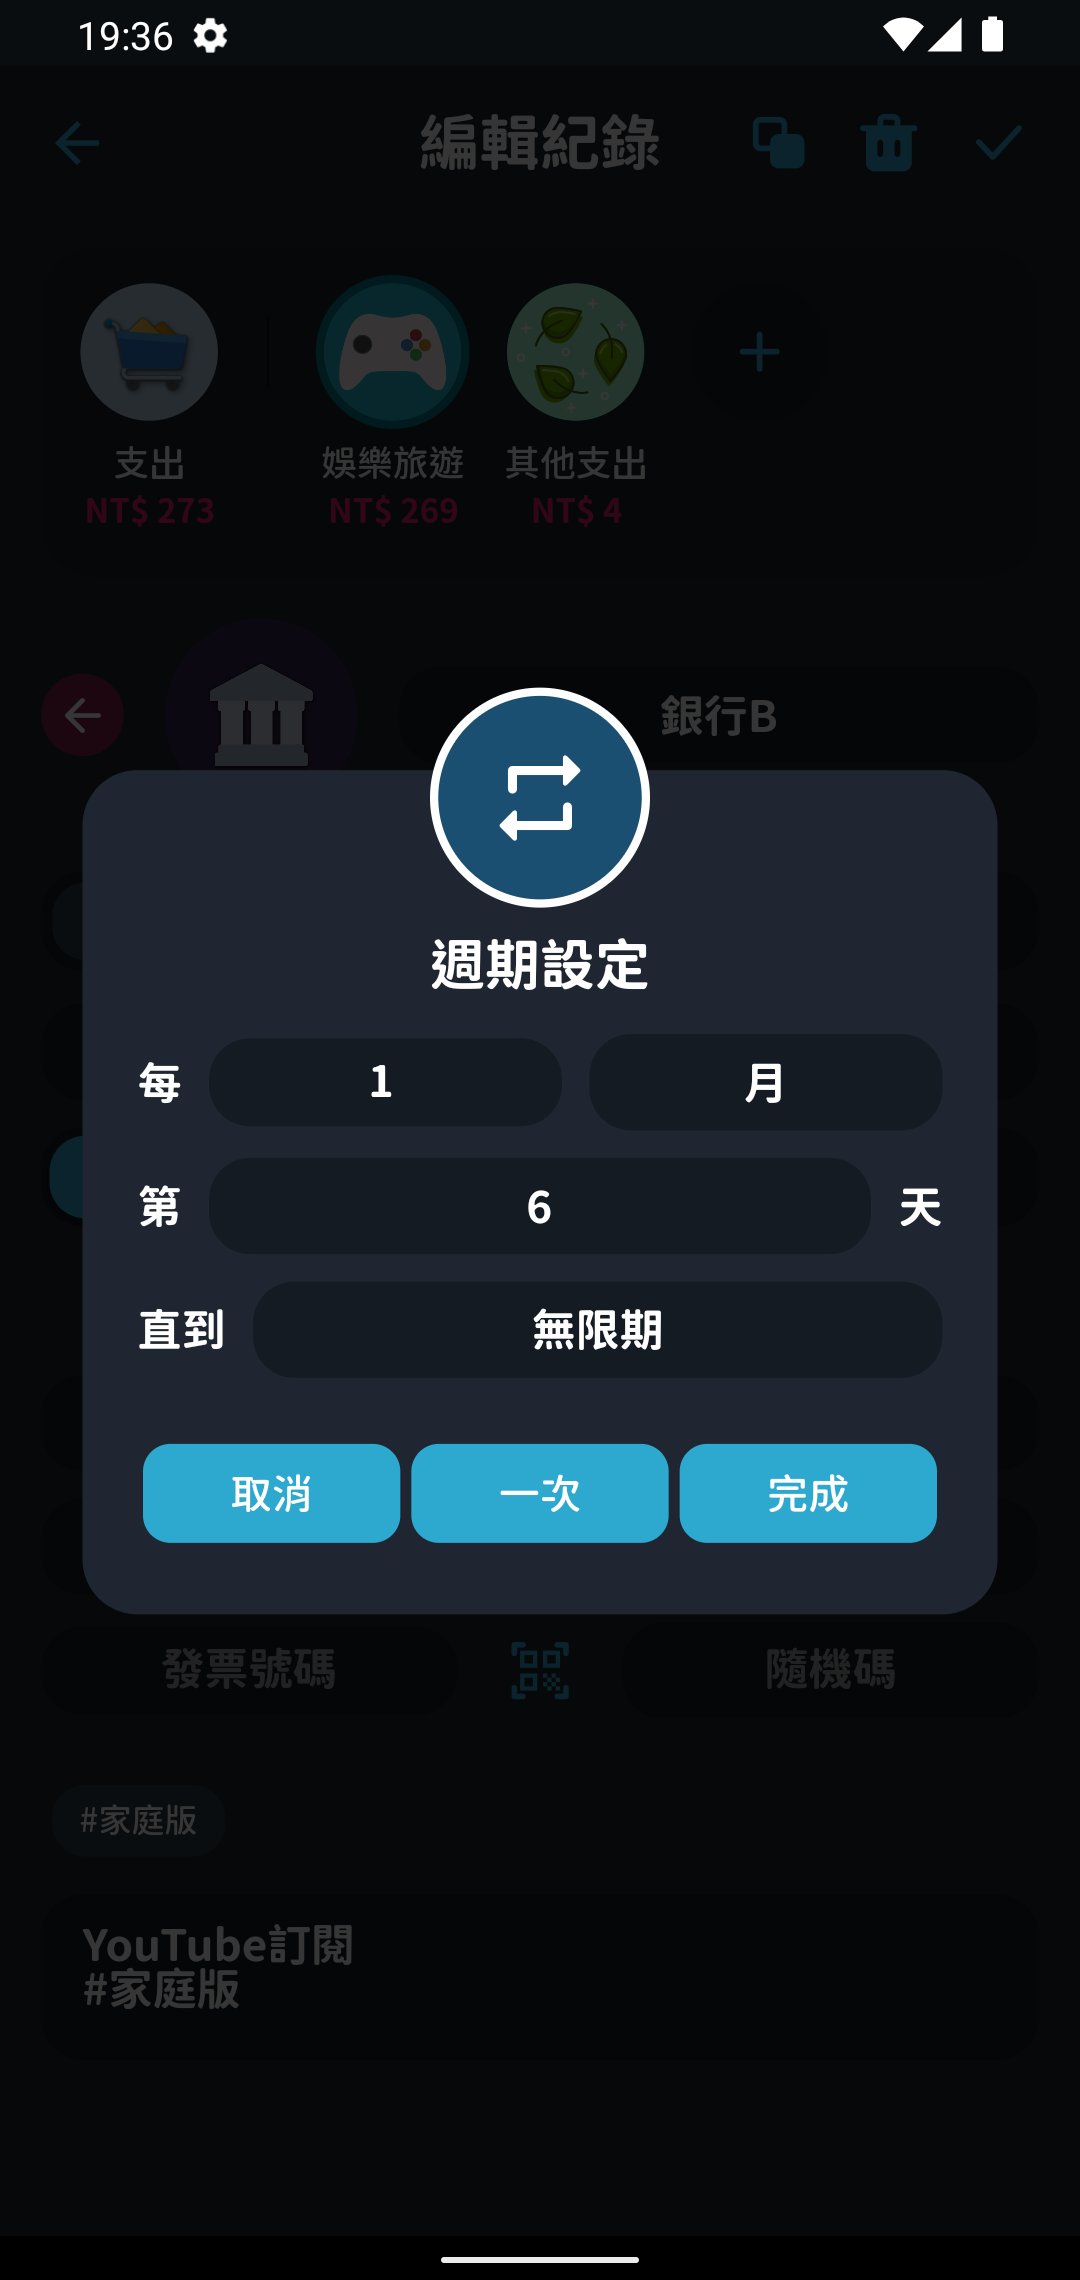 19:36
編輯紀錄
支出
娛樂旅遊
其他支出
NT$ 273
NT$ 269
NT$ 4
銀行B
週期設定
每 1 月
第 6 天
直到 無限期
取消 一次 完成
發票號碼 隨機碼
#家庭版
YouTube訂閱
#家庭版